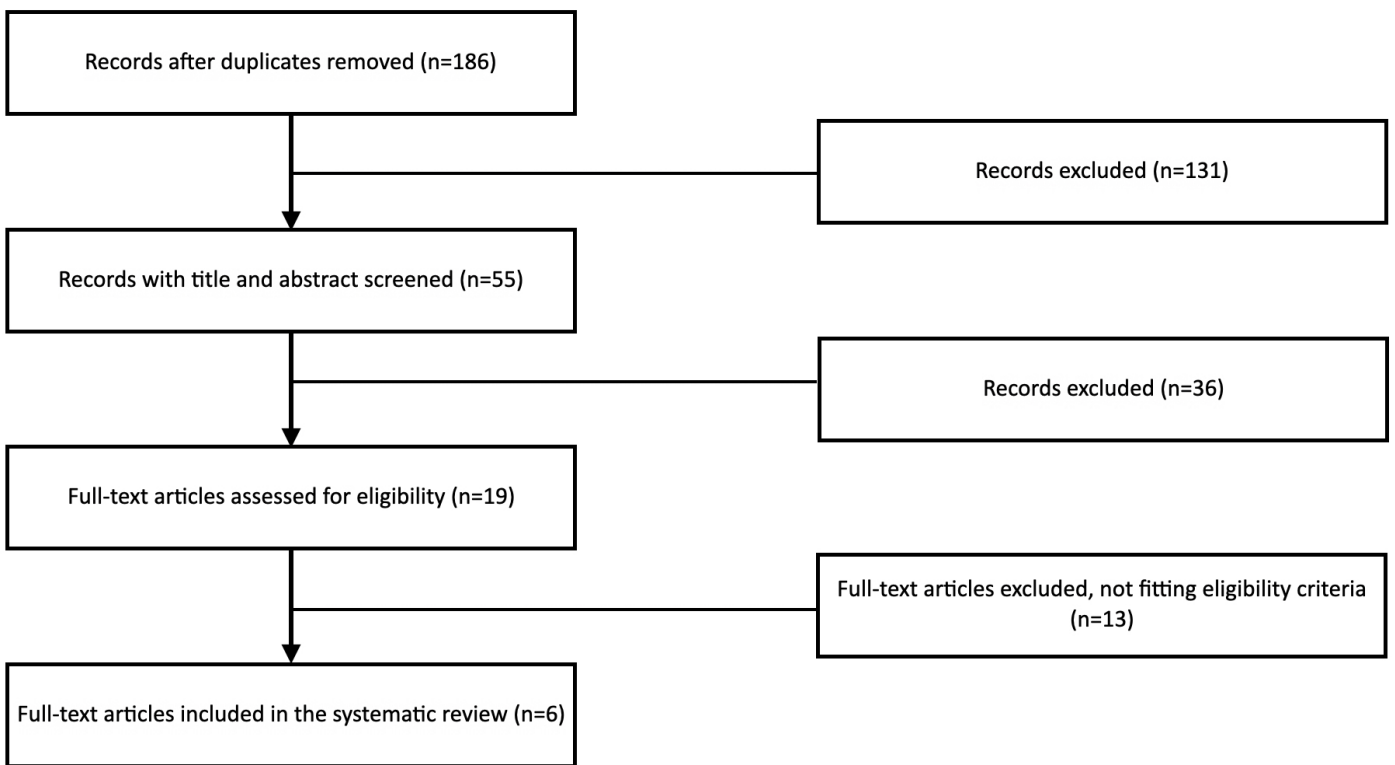 Records after duplicates removed (n=186)
Records excluded (n=131)
Records with title and abstract screened (n=55)
Records excluded (n=36)
Full-text articles assessed for eligibility (n=19)
Full-text articles excluded, not fitting eligibility criteria
(n=13)
Full-text articles included in the systematic review (n=6)